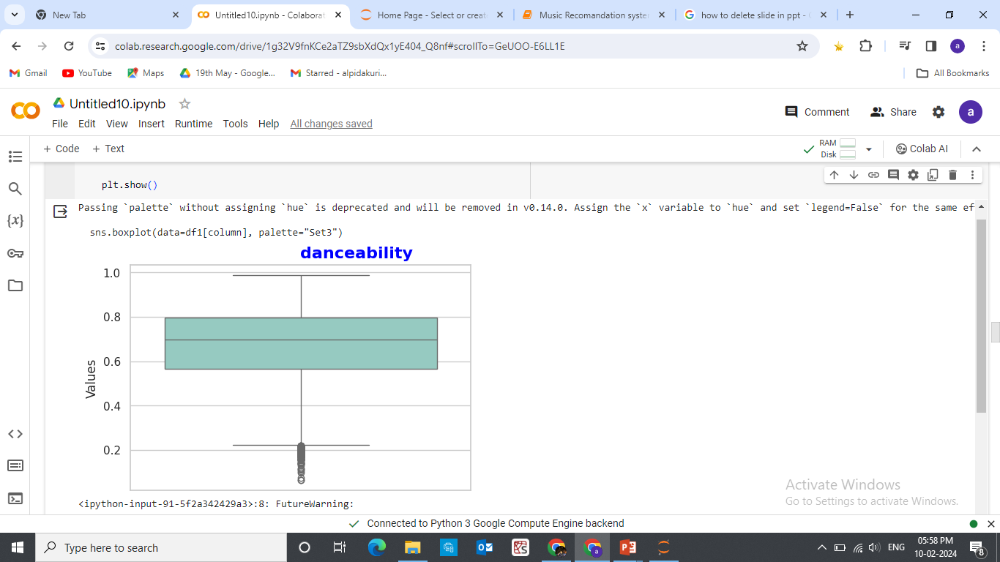 New Tab
Untitled10.ipynb - Colaborat
Home Page - Select or creat
Music Recomandation syste
how to delete slide in ppt -
colab.research.google.com/drive/1g32V9fnKCe2aTZ9sbXdQx1yE404_Q8nf#scrollTo=GeUOO-E6LL1E
a
Gmail
YouTube
Maps
19th May - Google...
Starred - alpidakuri...
All Bookmarks
Untitled10.ipynb
File Edit View Insert Runtime Tools Help All changes saved
Comment
Share
a
+ Code + Text
RAM
Disk
Colab AI
plt.show()
Passing `palette` without assigning `hue` is deprecated and will be removed in v0.14.0. Assign the `x` variable to `hue` and set `legend=False` for the same ef
sns.boxplot(data=df1[column], palette="Set3")
danceability
1.0
0.8
0.6
0.4
0.2
Values
<ipython-input-91-5f2a342429a3>:8: FutureWarning:
Activate Windows
Go to Settings to activate Windows.
Connected to Python 3 Google Compute Engine backend
Type here to search
ENG
05:58 PM
10-02-2024
8